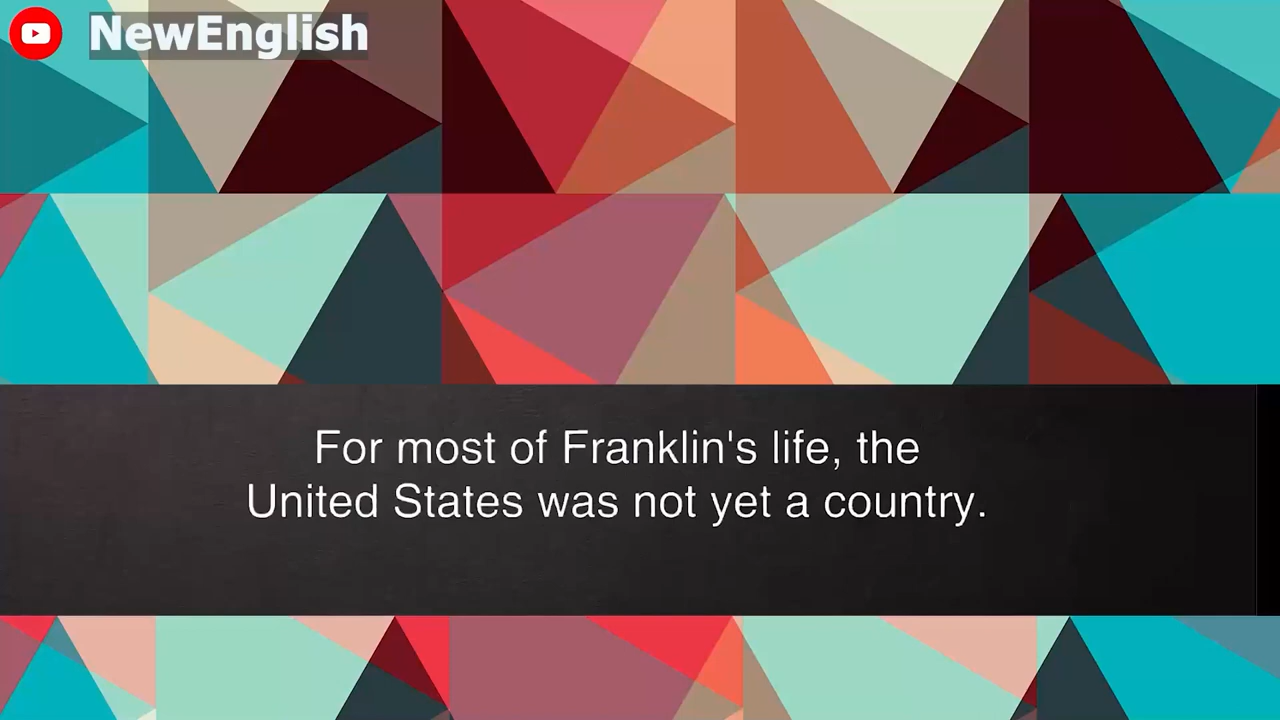 NewEnglish
For most of Franklin's life, the
United States was not yet a country.